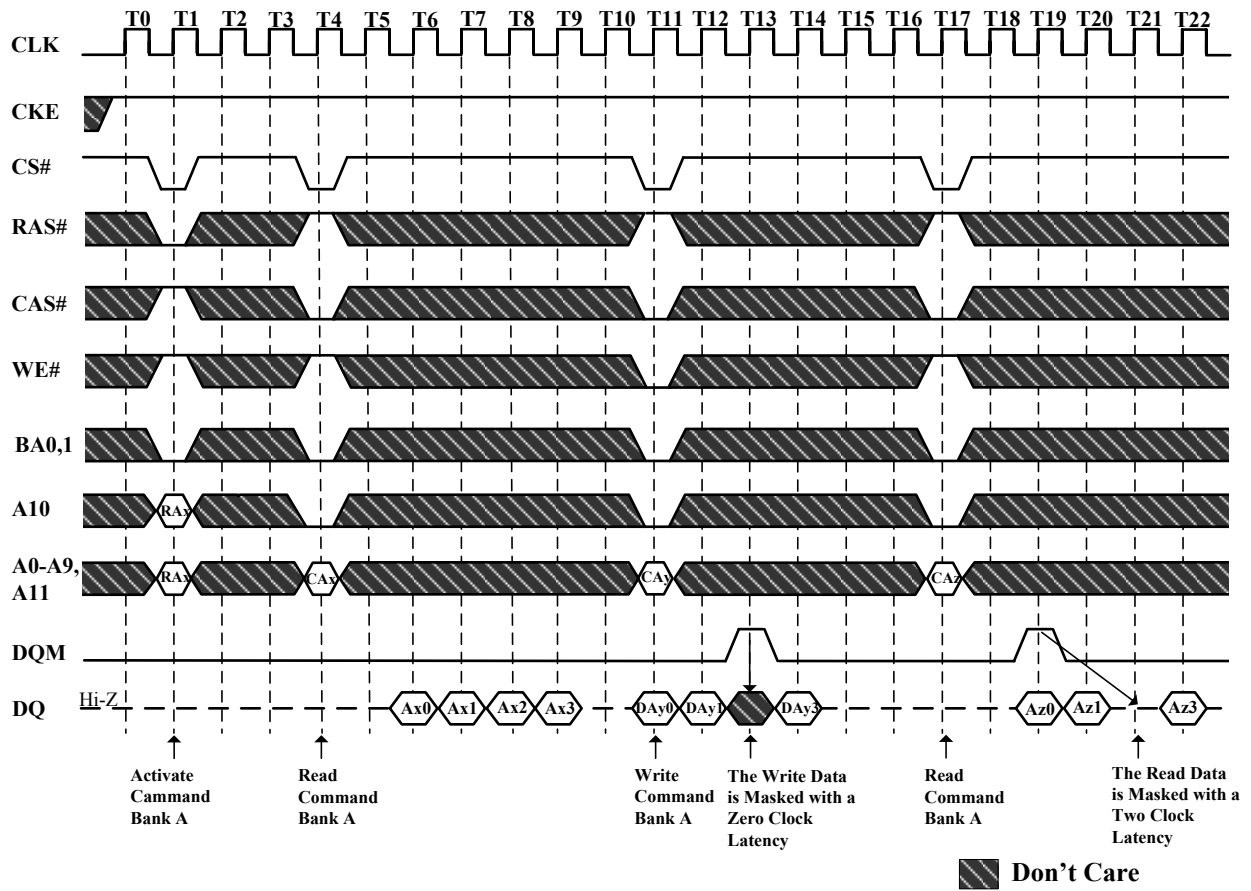 T0 T1 T2 T3 T4 T5 T6 T7 T8 T9 T10 T11 T12 T13 T14 T15 T16 T17 T18 T19 T20 T21 T22
CLK
CKE
CS#
RAS#
CAS#
WE#
BA0,1
A10
RAx
A0-A9,
A11
RAx CAx CAy CAz
DQM
Hi-Z
DQ
Ax0 Ax1 Ax2 Ax3 DAy0 DAy1 DAy3 Az0 Az1 Az3
Activate
Cammand
Bank A
Read
Command
Bank A
Write
Command
Bank A
The Write Data
is Masked with a
Zero Clock
Latency
Read
Command
Bank A
The Read Data
is Masked with a
Two Clock
Latency
Don't Care